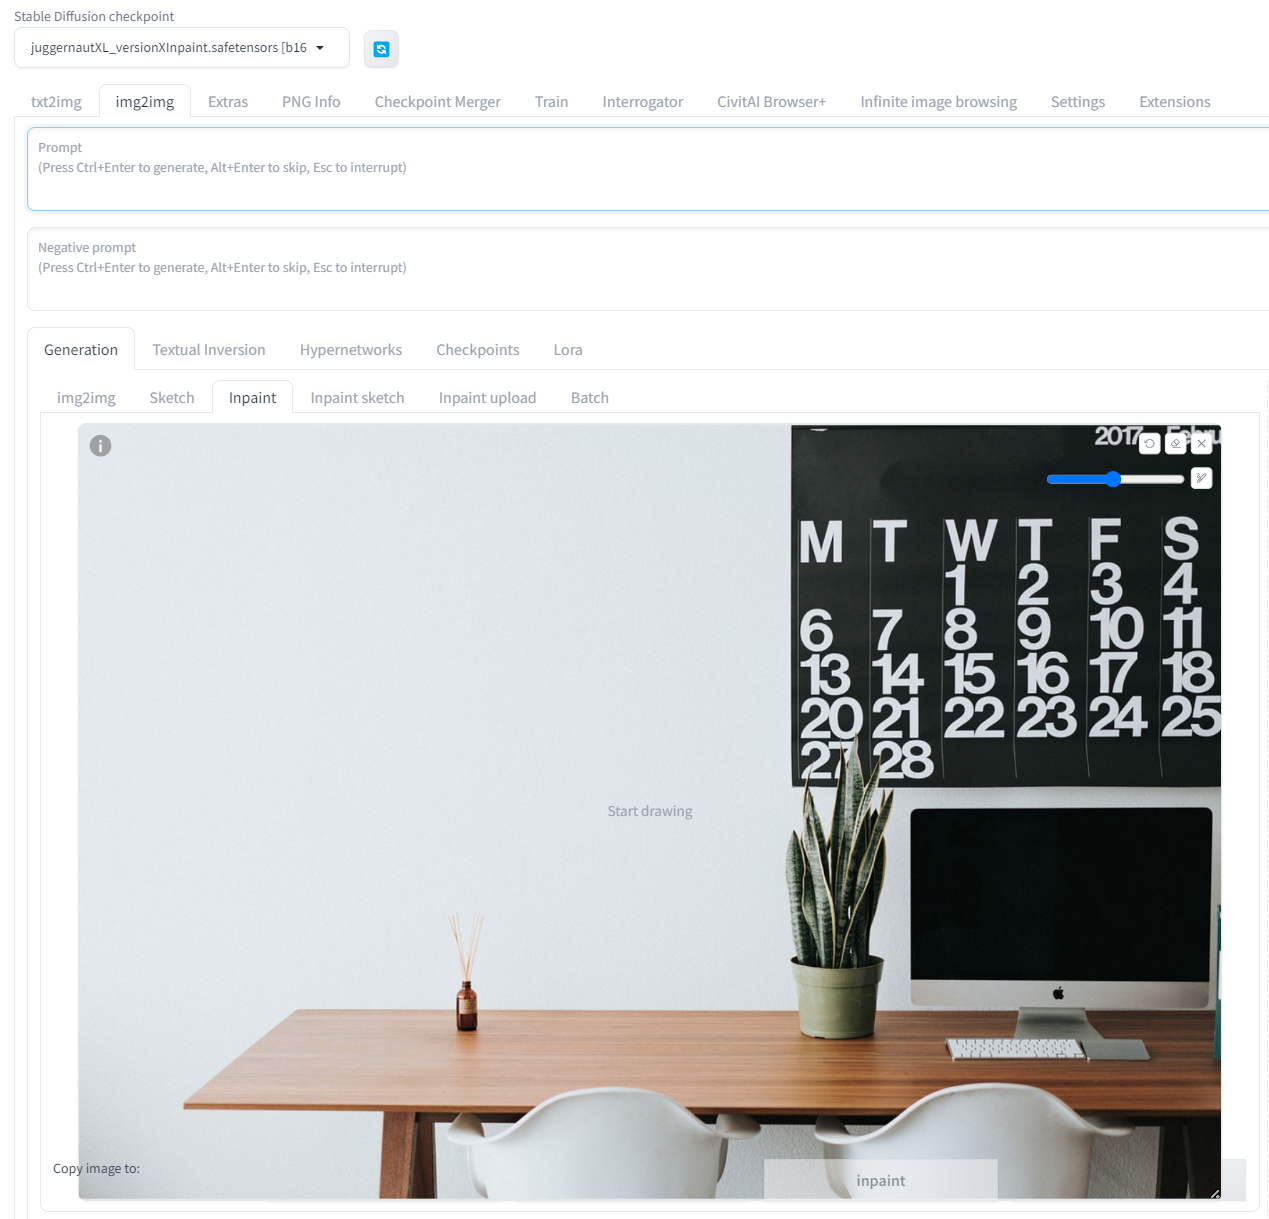 Stable Diffusion checkpoint
juggernautXL_versionXInpaint.safetensors [b16
txt2img img2img Extras PNG Info Checkpoint Merger Train Interrogator CivitAI Browser+ Infinite image browsing Settings Extensions
Prompt
(Press Ctrl+Enter to generate, Alt+Enter to skip, Esc to interrupt)
Negative prompt
(Press Ctrl+Enter to generate, Alt+Enter to skip, Esc to interrupt)
Generation Textual Inversion Hypernetworks Checkpoints Lora
img2img Sketch Inpaint Inpaint sketch Inpaint upload Batch
2017
M T W T F S
1 2 3 4
6 7 8 9 10 11
13 14 15 16 17 18
20 21 22 23 24 25
27 28
Start drawing
Copy image to:
inpaint